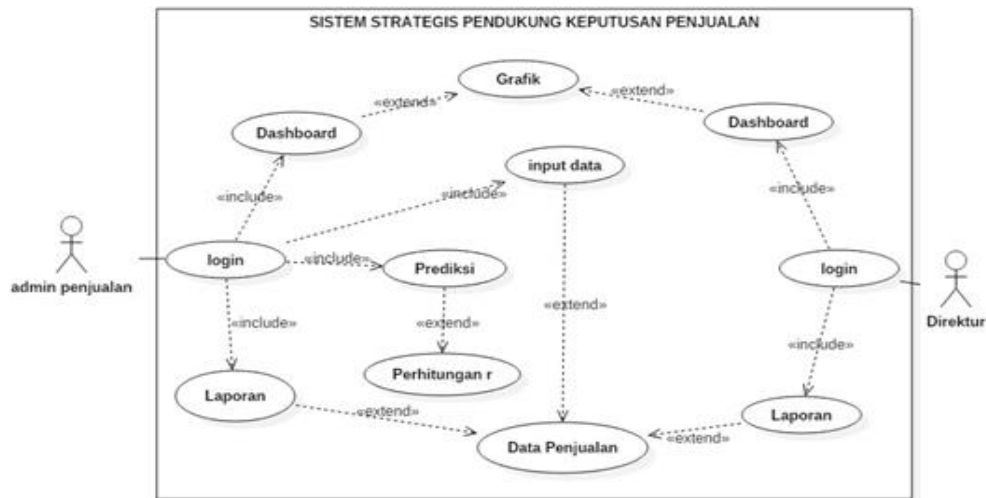 SISTEM STRATEGIS PENDUKUNG KEPUTUSAN PENJUALAN
Grafik
«extend»
«extend»
Dashboard
Dashboard
input data
«include»
«include»
«include»
login
«include»
Prediksi
login
admin penjualan
Direktur
«extend»
«include»
«extend»
«include»
Perhitungan r
Laporan
Laporan
«extend»
«extend»
Data Penjualan